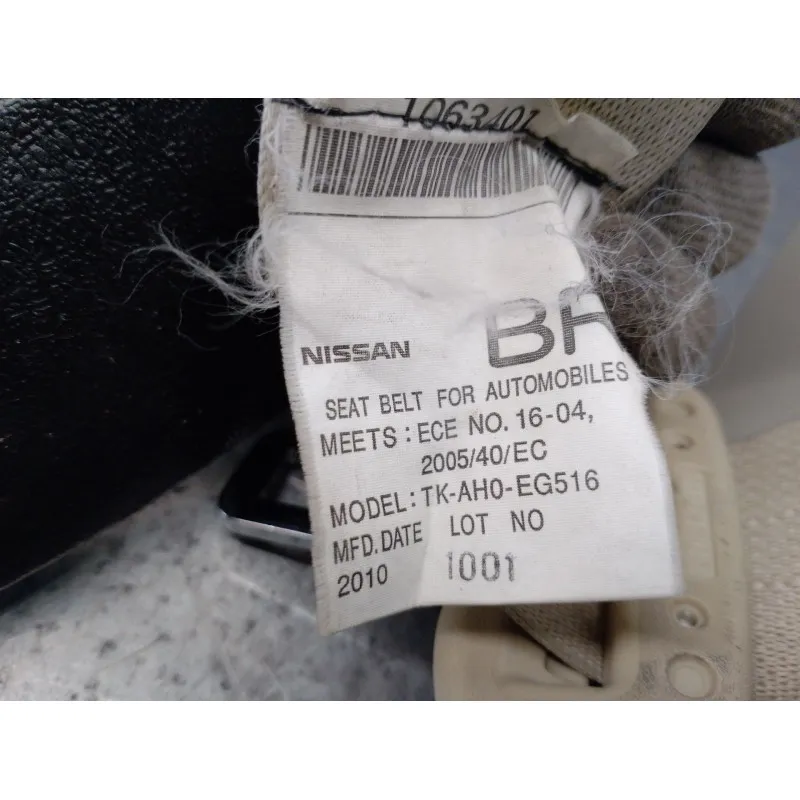 1063401
NISSAN
SEAT BELT FOR AUTOMOBILES
MEETS : ECE NO. 16-04,
2005/40/EC
MODEL: TK-AH0-EG516
MFD.DATE LOT NO
2010 1001